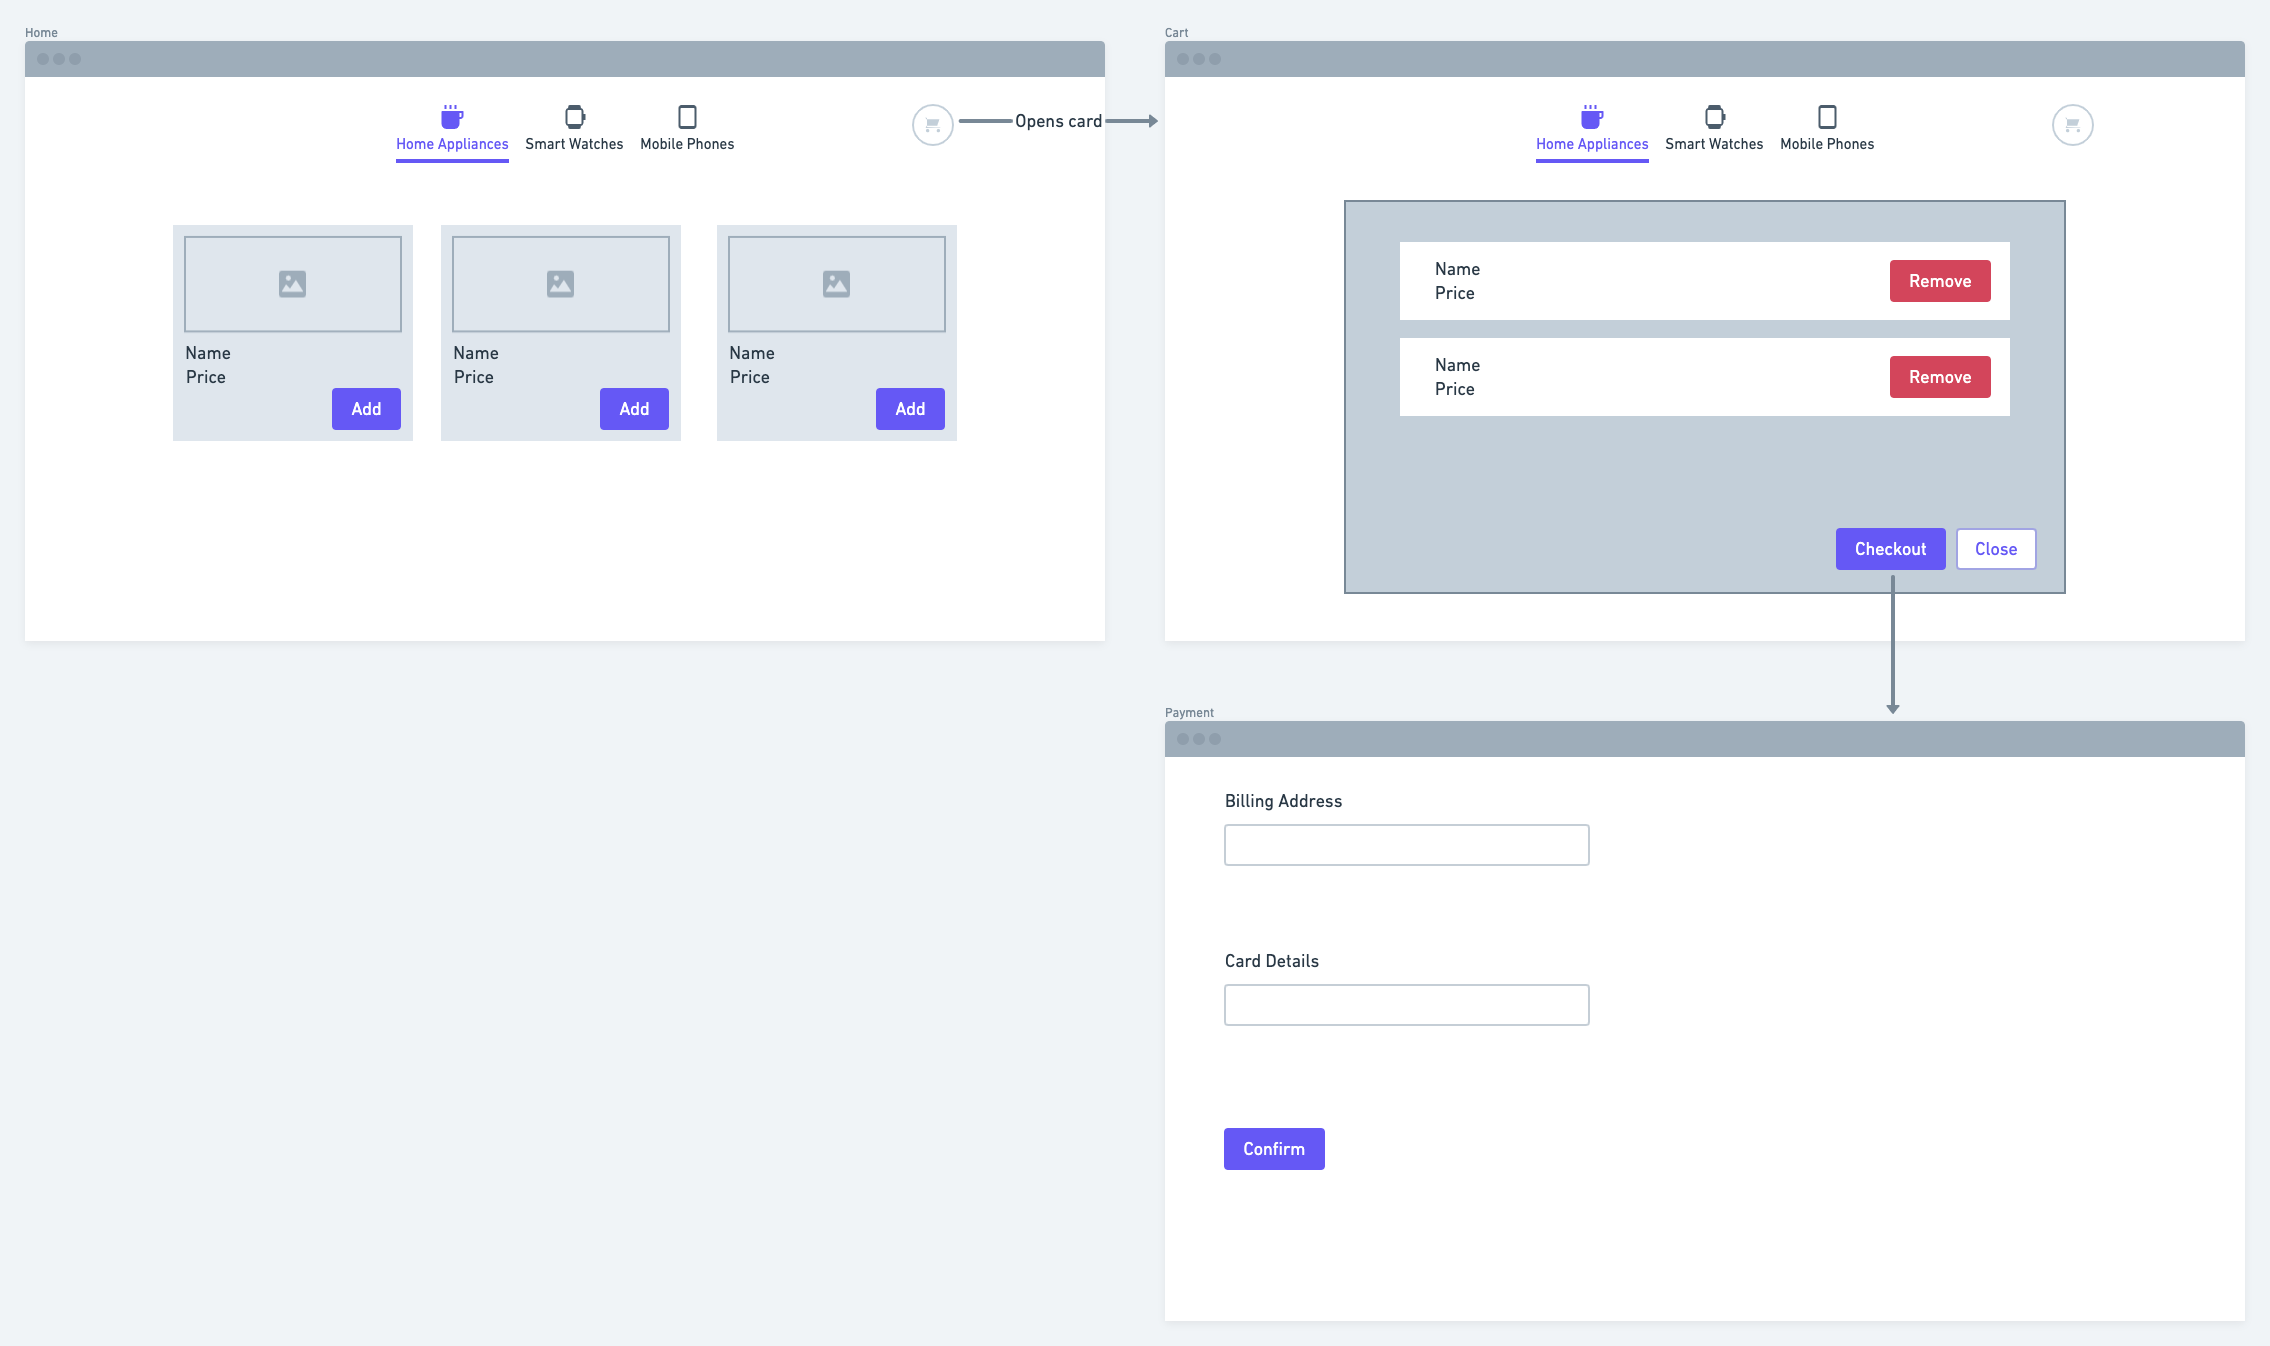 Home
Home Appliances Smart Watches Mobile Phones
Opens card
Name
Price
Add
Name
Price
Add
Name
Price
Add
Cart
Home Appliances Smart Watches Mobile Phones
Name
Price
Remove
Name
Price
Remove
Checkout Close
Payment
Billing Address
Card Details
Confirm